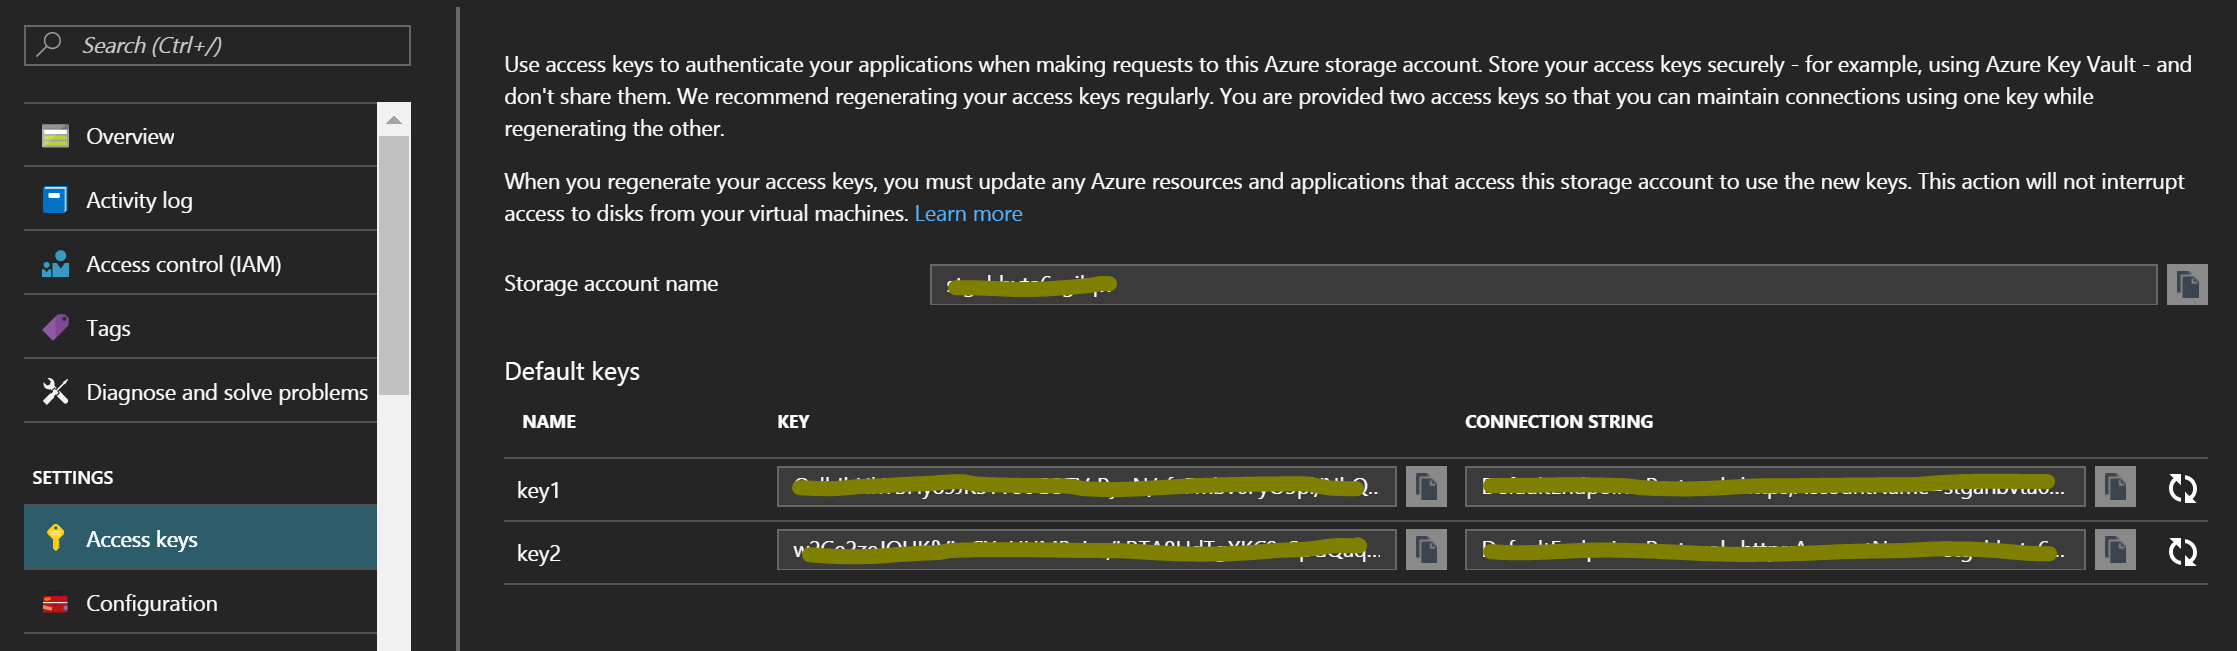 Search (Ctrl+/)
Overview
Activity log
Access control (IAM)
Tags
Diagnose and solve problems
SETTINGS
Access keys
Configuration
Use access keys to authenticate your applications when making requests to this Azure storage account. Store your access keys securely - for example, using Azure Key Vault - and
don't share them. We recommend regenerating your access keys regularly. You are provided two access keys so that you can maintain connections using one key while
regenerating the other.
When you regenerate your access keys, you must update any Azure resources and applications that access this storage account to use the new keys. This action will not interrupt
access to disks from your virtual machines. Learn more
Storage account name
Default keys
NAME KEY CONNECTION STRING
key1
key2